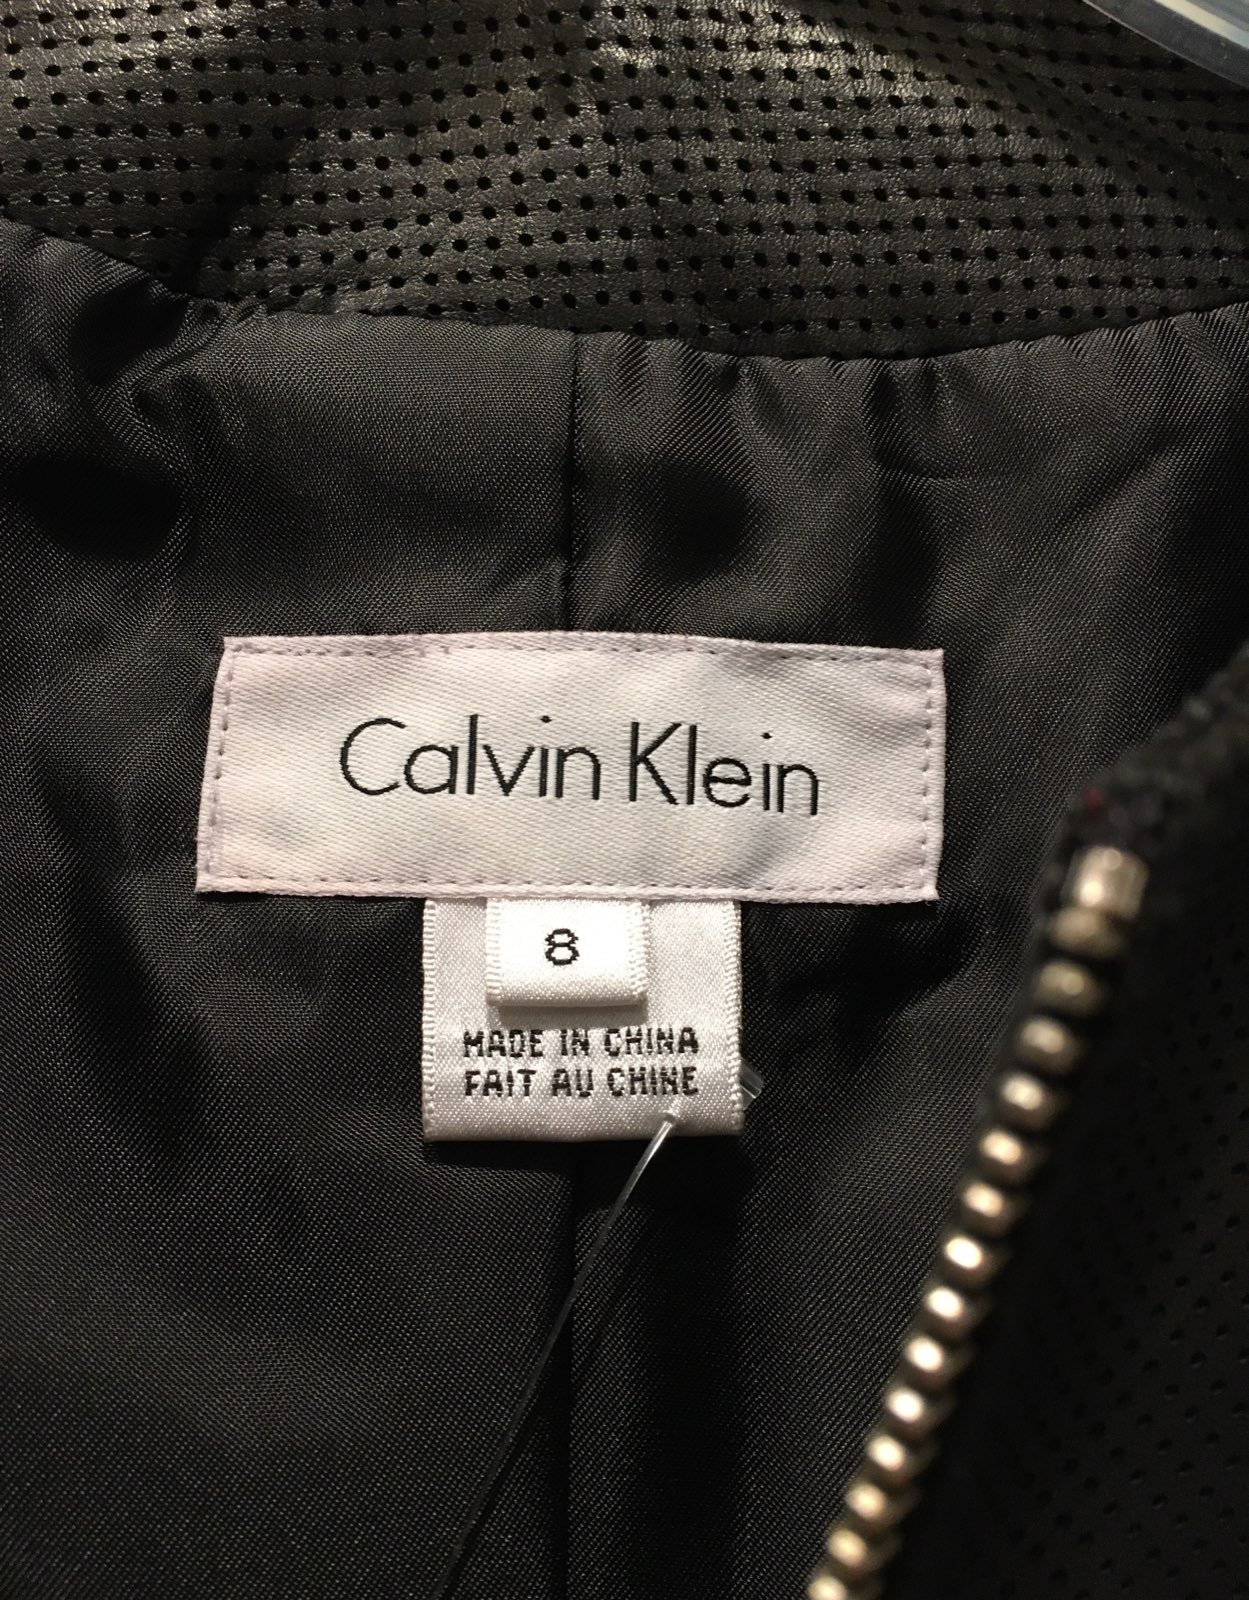 Calvin Klein
8
MADE IN CHINA
FAIT AU CHINE